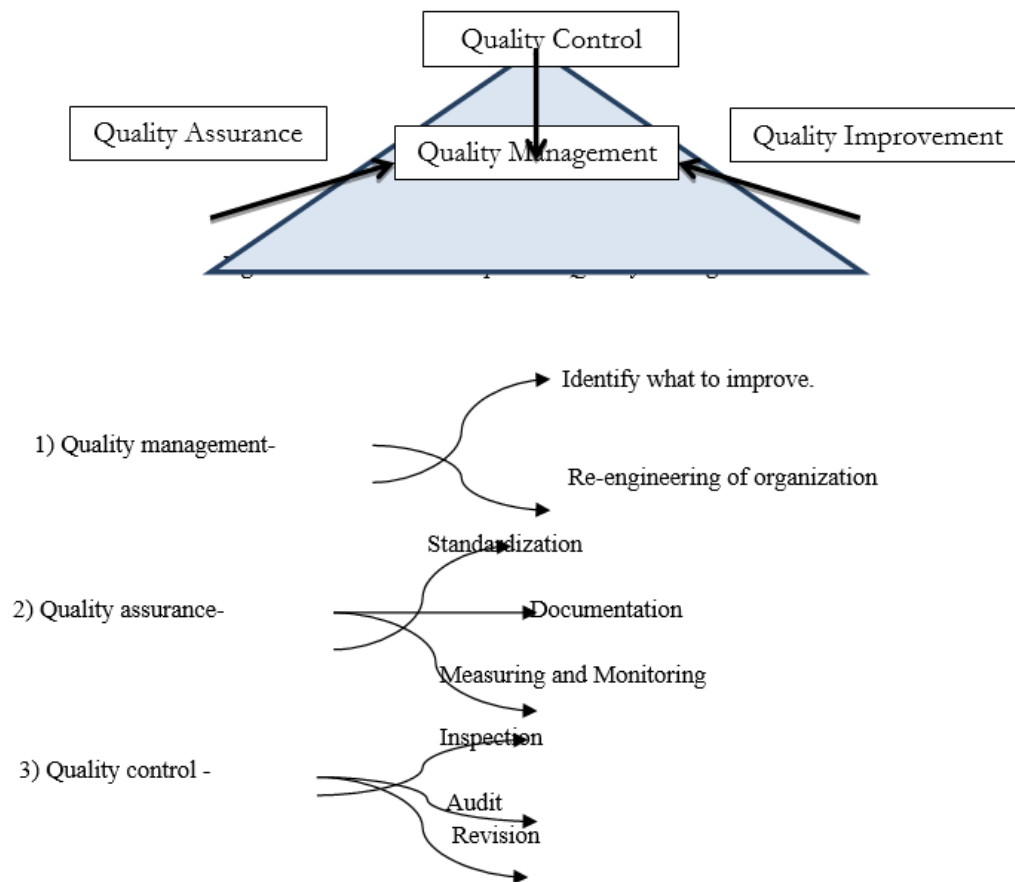 Quality Control
Quality Assurance
Quality Management
Quality Improvement
Identify what to improve.
1) Quality management-
Re-engineering of organization
Standardization
2) Quality assurance-
Documentation
Measuring and Monitoring
Inspection
3) Quality control -
Audit
Revision